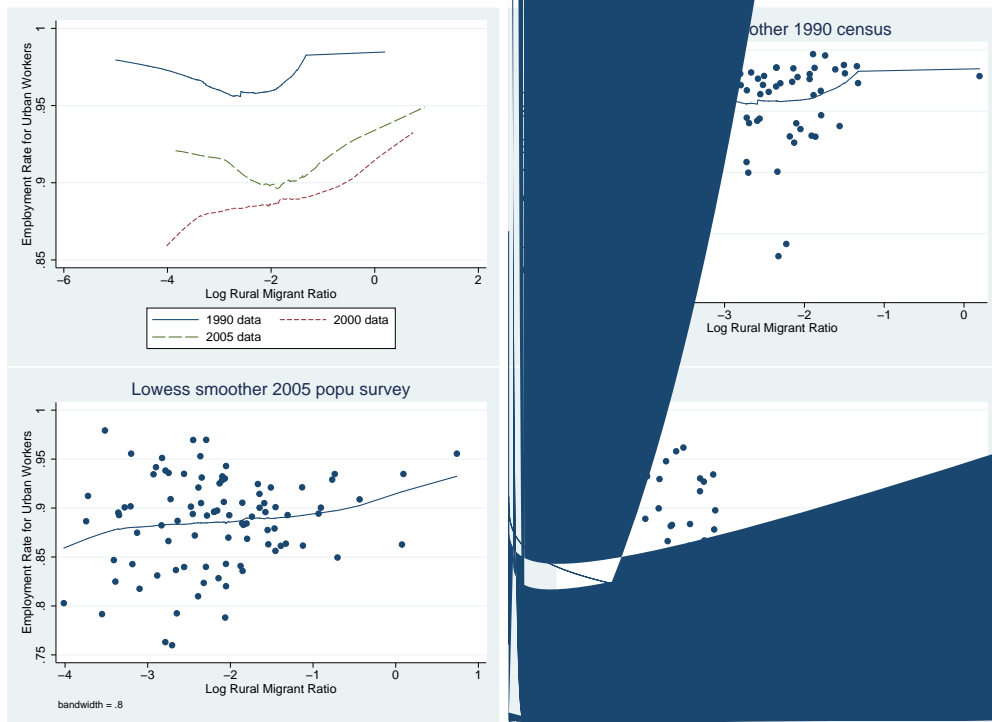 1
.95
.9
.85
Employment Rate for Urban Workers
−6 −4 −2 0 2
Log Rural Migrant Ratio
1990 data 2000 data
2005 data
other 1990 census
−3 −2 −1 0
Log Rural Migrant Ratio
Lowess smoother 2005 popu survey
1
.95
.9
.85
.8
.75
Employment Rate for Urban Workers
−4 −3 −2 −1 0 1
Log Rural Migrant Ratio
bandwidth = .8